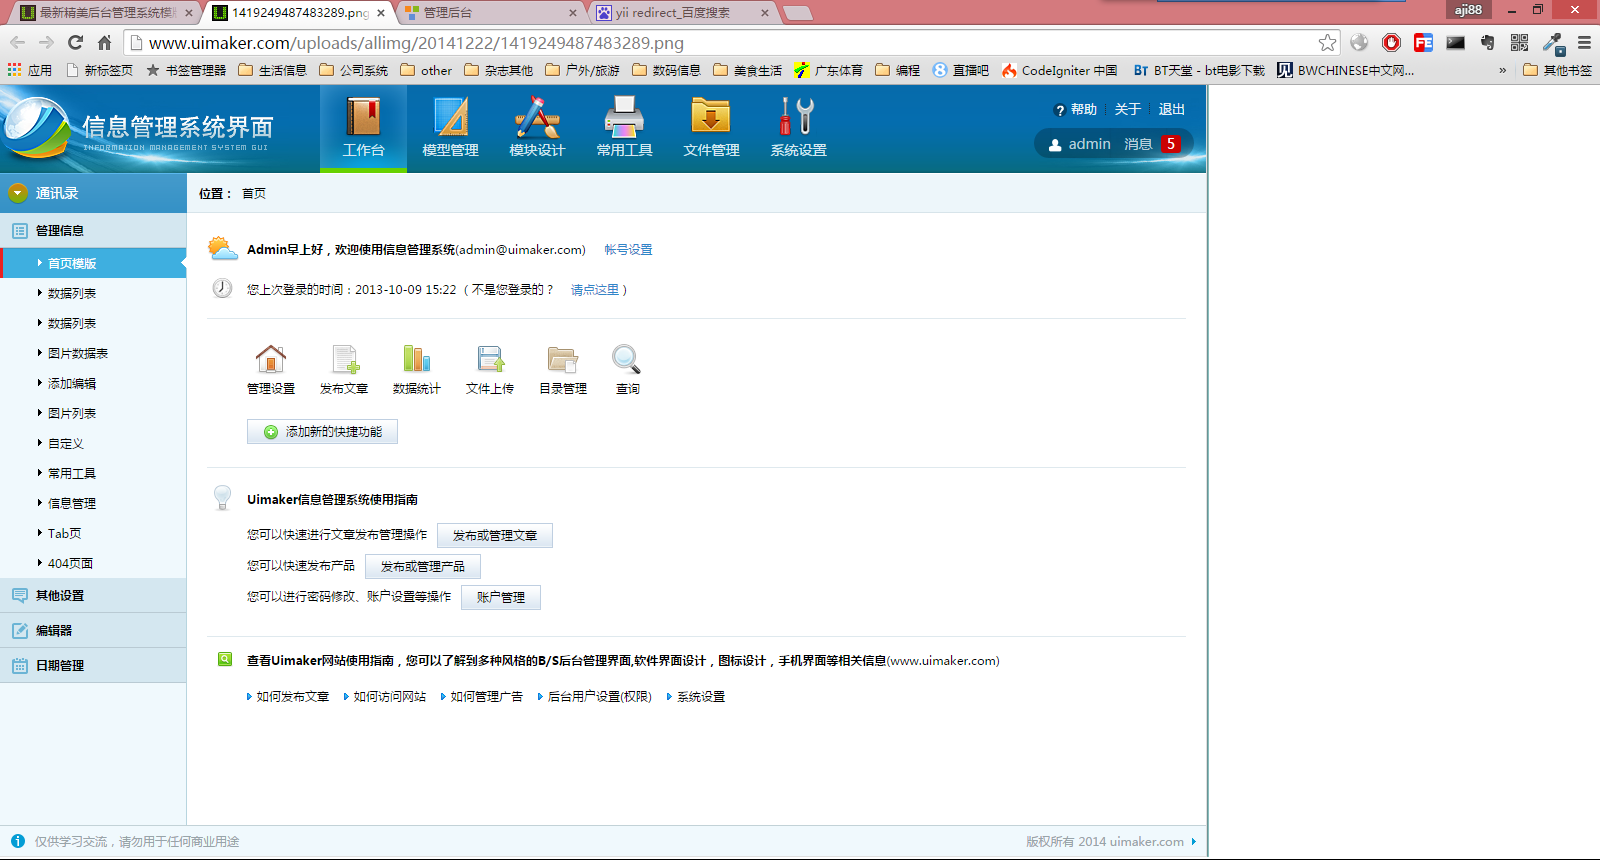 最新精美后台管理系统模
1419249487483289.png
管理后台
yii redirect_百度搜索
aji88
www.uimaker.com/uploads/allimg/20141222/1419249487483289.png
应用 新标签页 书签管理器 生活信息 公司系统 other 杂志其他 户外/旅游 数码信息 美食生活 广东体育 编程 直播吧 CodeIgniter 中国 BT天堂 - bt电影下载 BWCHINESE中文网... » 其他书签
信息管理系统界面
INFORMATION MANAGEMENT SYSTEM GUI
工作台 模型管理 模块设计 常用工具 文件管理 系统设置
帮助 关于 退出
admin 消息 5
通讯录
位置： 首页
管理信息
首页模版
数据列表
数据列表
图片数据表
添加编辑
图片列表
自定义
常用工具
信息管理
Tab页
404页面
其他设置
编辑器
日期管理
Admin早上好，欢迎使用信息管理系统(admin@uimaker.com) 帐号设置
您上次登录的时间：2013-10-09 15:22 （不是您登录的？ 请点这里）
管理设置 发布文章 数据统计 文件上传 目录管理 查询
添加新的快捷功能
Uimaker信息管理系统使用指南
您可以快速进行文章发布管理操作 发布或管理文章
您可以快速发布产品 发布或管理产品
您可以进行密码修改、账户设置等操作 账户管理
查看Uimaker网站使用指南，您可以了解到多种风格的B/S后台管理界面,软件界面设计，图标设计，手机界面等相关信息(www.uimaker.com)
如何发布文章 如何访问网站 如何管理广告 后台用户设置(权限) 系统设置
仅供学习交流，请勿用于任何商业用途
版权所有 2014 uimaker.com